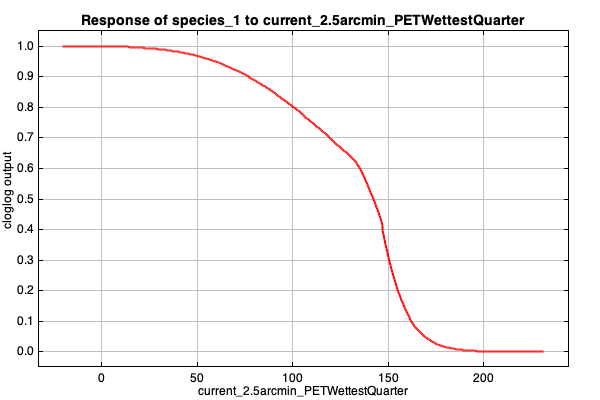 Response of species_1 to current_2.5arcmin_PETWettestQuarter
1.0
0.9
0.8
0.7
0.6
0.5
0.4
0.3
0.2
0.1
0.0
cloglog output
0 50 100 150 200
current_2.5arcmin_PETWettestQuarter